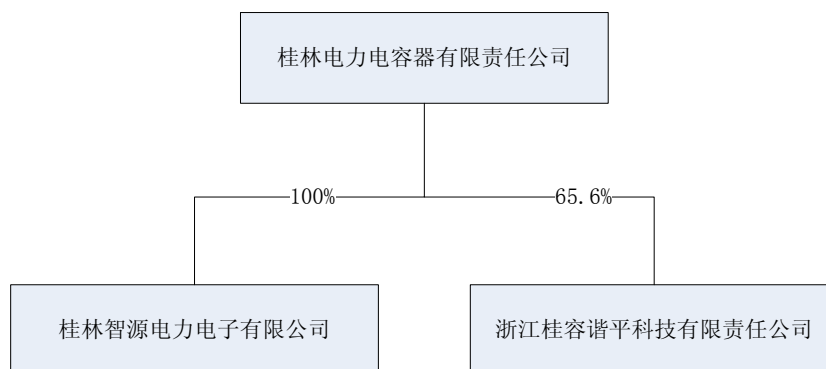 桂林电力电容器有限责任公司
100%
65.6%
桂林智源电力电子有限公司
浙江桂容谐平科技有限责任公司